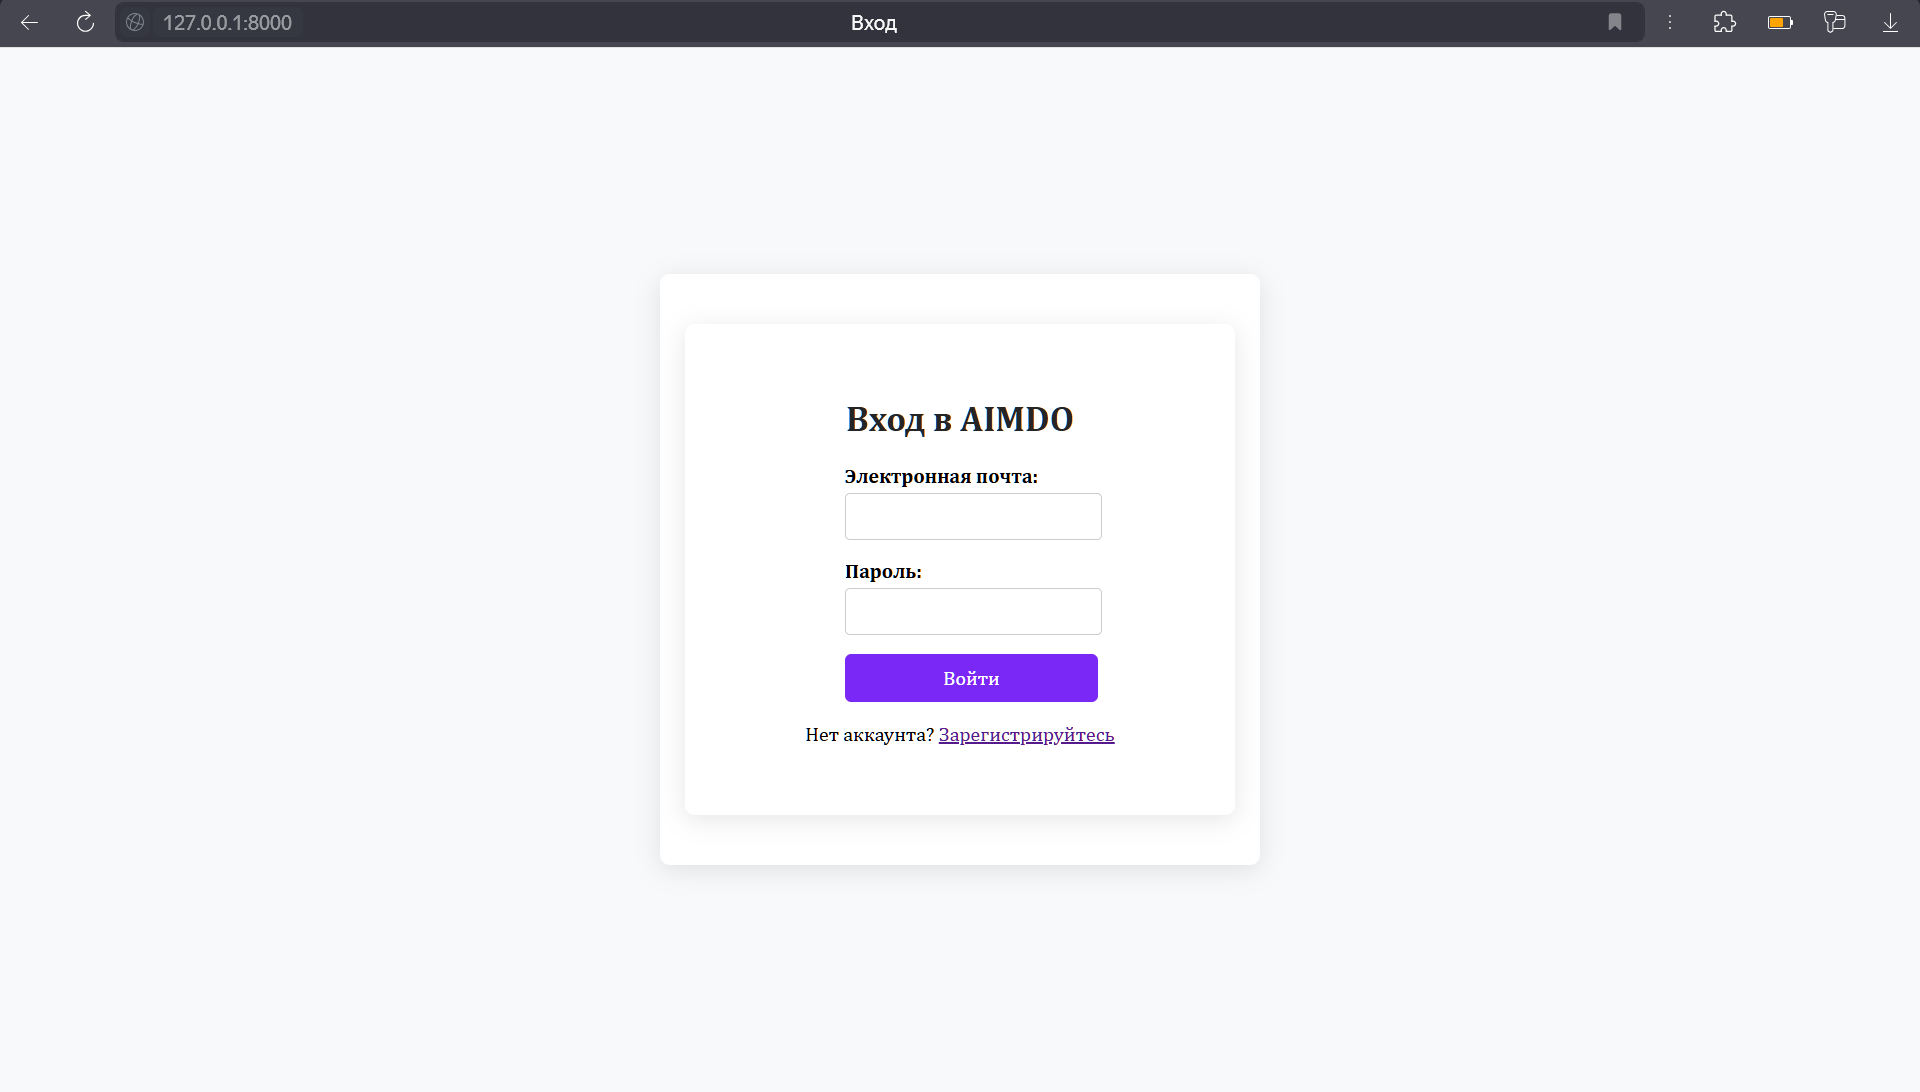 127.0.0.1:8000
Вход
Вход в AIMDO
Электронная почта:
Пароль:
Войти
Нет аккаунта? Зарегистрируйтесь